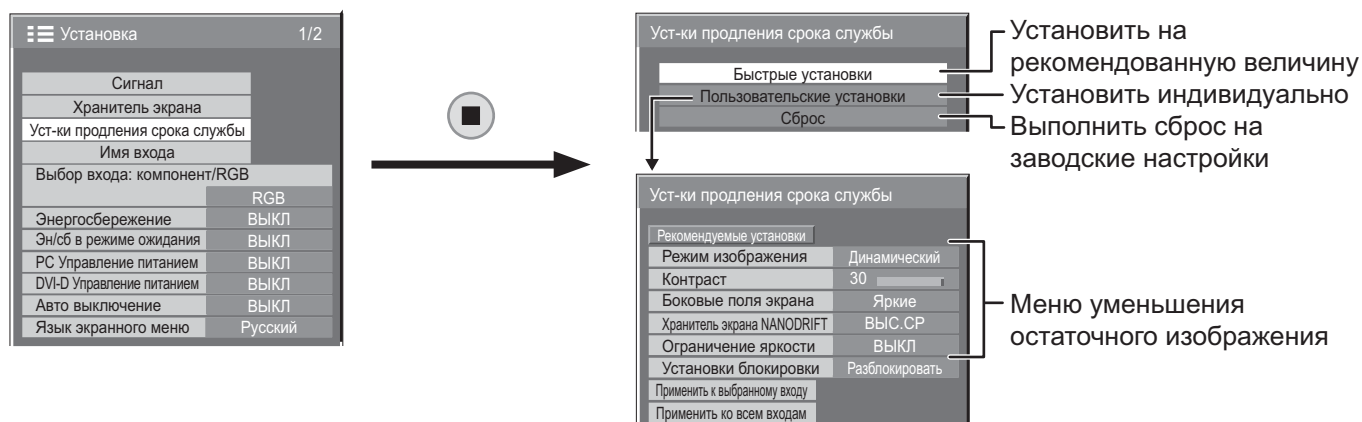 Установка 1/2
Сигнал
Хранитель экрана
Уст-ки продления срока службы
Имя входа
Выбор входа: компонент/RGB
RGB
Энергосбережение ВЫКЛ
Эн/сб в режиме ожидания ВЫКЛ
PC Управление питанием ВЫКЛ
DVI-D Управление питанием ВЫКЛ
Авто выключение ВЫКЛ
Язык экранного меню Русский
Уст-ки продления срока службы
Быстрые установки
Пользовательские установки
Сброс
Установить на
рекомендованную величину
Установить индивидуально
Выполнить сброс на
заводские настройки
Уст-ки продления срока службы
Рекомендуемые установки
Режим изображения Динамический
Контраст 30
Боковые поля экрана Яркие
Хранитель экрана NANODRIFT ВЫС.СР
Ограничение яркости ВЫКЛ
Установки блокировки Разблокировать
Применить к выбранному входу
Применить ко всем входам
Меню уменьшения
остаточного изображения